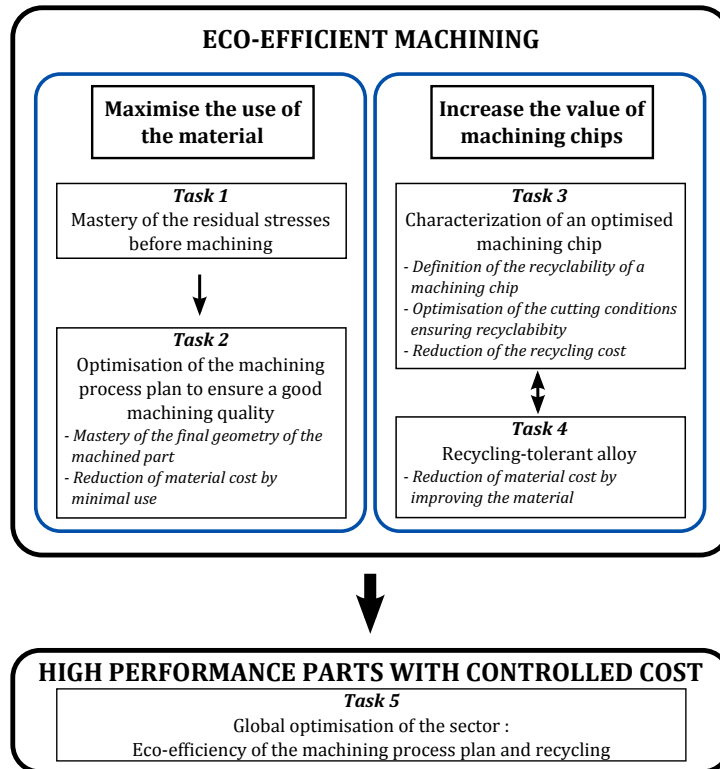 ECO-EFFICIENT MACHINING
Maximise the use of
the material
Task 1
Mastery of the residual stresses
before machining
Task 2
Optimisation of the machining
process plan to ensure a good
machining quality
- Mastery of the final geometry of the
machined part
- Reduction of material cost by
minimal use
Increase the value of
machining chips
Task 3
Characterization of an optimised
machining chip
- Definition of the recyclability of a
machining chip
- Optimisation of the cutting conditions
ensuring recyclabibity
- Reduction of the recycling cost
Task 4
Recycling-tolerant alloy
- Reduction of material cost by
improving the material
HIGH PERFORMANCE PARTS WITH CONTROLLED COST
Task 5
Global optimisation of the sector :
Eco-efficiency of the machining process plan and recycling